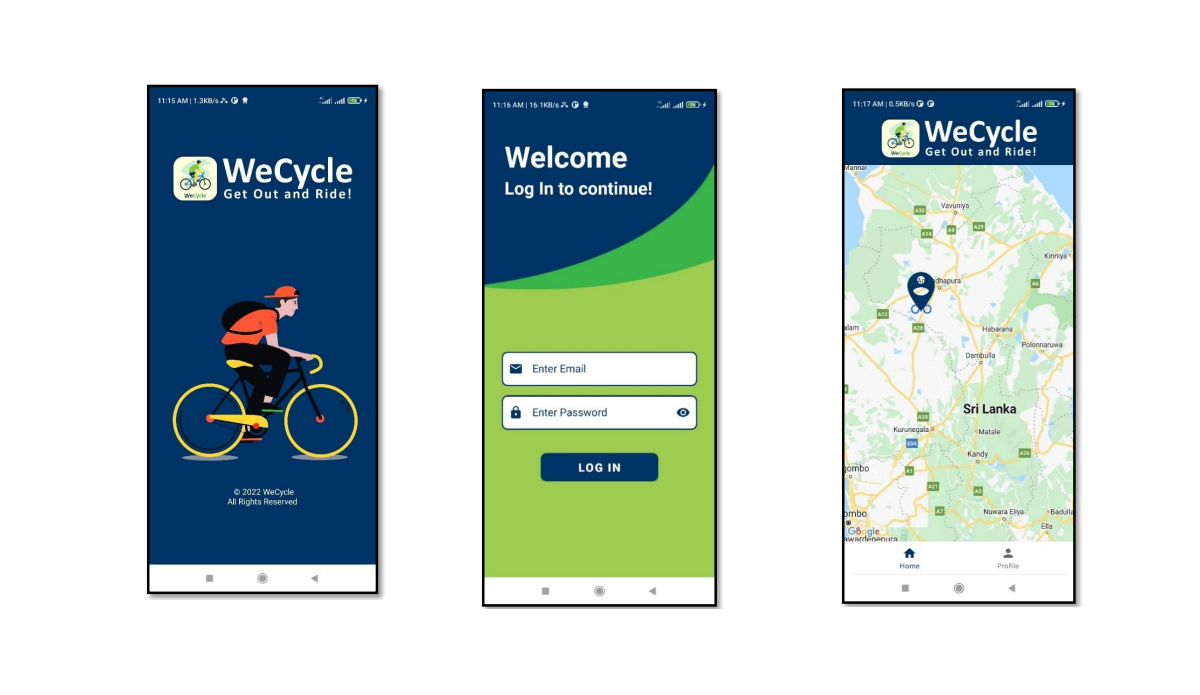 11:15 AM | 1.3KB/s
WeCycle
WeCycle
Get Out and Ride!
© 2022 WeCycle
All Rights Reserved
11:16 AM | 16.1KB/s
Welcome
Log In to continue!
Enter Email
Enter Password
LOG IN
11:17 AM | 0.5KB/s
WeCycle
WeCycle
Get Out and Ride!
Mannar
Vavuniya
A30
A14
A9
A29
Kinniya
dhapura
A6
A12
A28
alam
Habarana
Polonnaruwa
Dambulla
Sri Lanka
A10
Kurunegala
Matale
Kandy
A26
gombo
A1
A21
A5
A7
Nuwara Eliya
Badulla
ombo
Ella
Google
awardenepura
Home
Profile